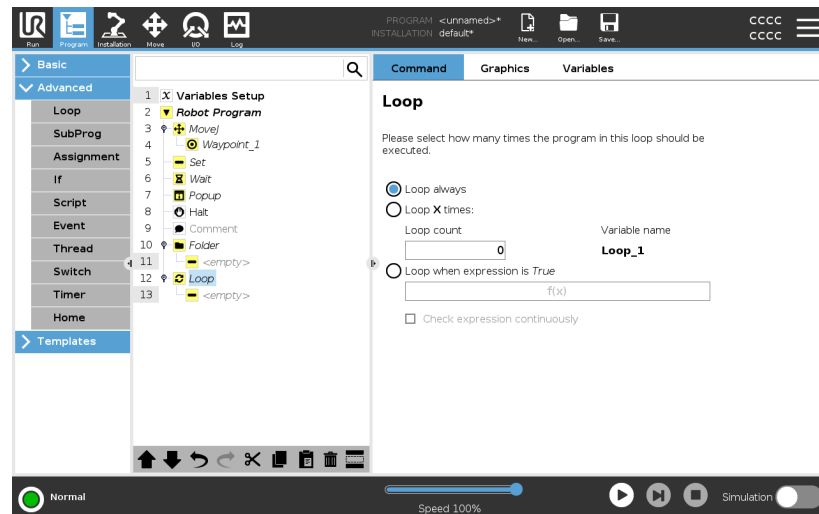 PROGRAM <unnamed>*
INSTALLATION default*
CCCC
CCCC
Run
Program
Installation
Move
I/O
Log
New...
Open...
Save...
Basic
Advanced
Loop
SubProg
Assignment
If
Script
Event
Thread
Switch
Timer
Home
Templates
1 X Variables Setup
2 Robot Program
3 MoveJ
4 Waypoint_1
5 Set
6 Wait
7 Popup
8 Halt
9 Comment
10 Folder
11 <empty>
12 Loop
13 <empty>
Command Graphics Variables
Loop
Please select how many times the program in this loop should be
executed.
Loop always
Loop X times:
Loop count Variable name
0 Loop_1
Loop when expression is True
f(x)
Check expression continuously
Normal
Speed 100%
Simulation